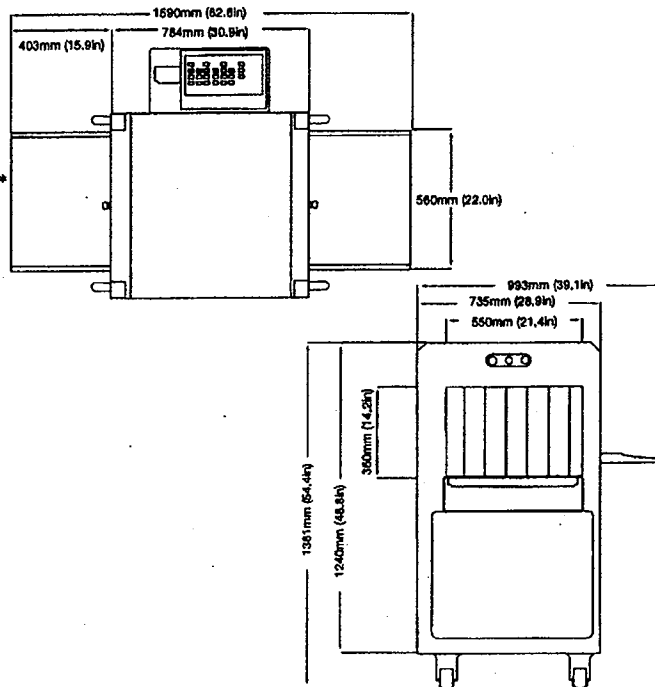 1590mm (62.6in)
403mm (15.9in)
784mm (30.9in)
*
560mm (22.0in)
993mm (39.1in)
735mm (28.9in)
550mm (21.4in)
360mm (14.2in)
1381mm (54.4in)
1240mm (48.8in)